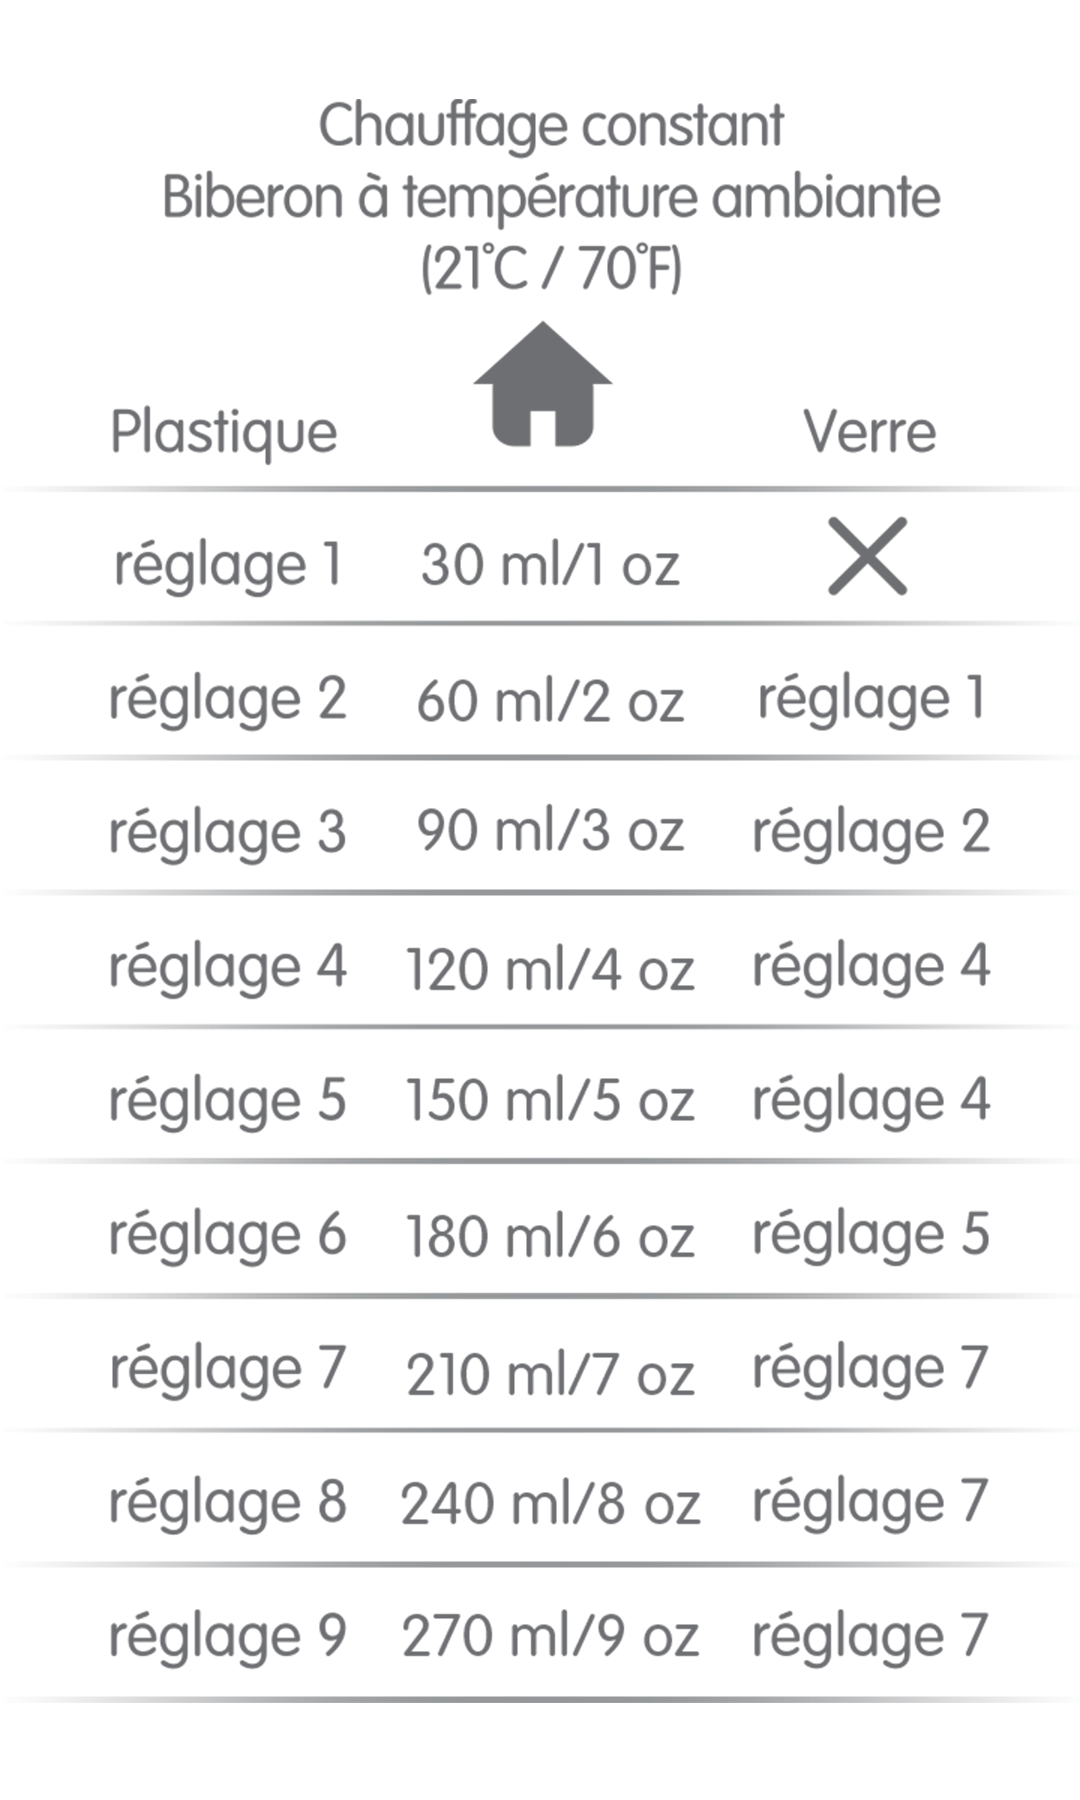 Chauffage constant
Biberon à température ambiante
(21°C / 70°F)
Plastique Verre
réglage 1 30 ml/1 oz
réglage 2 60 ml/2 oz réglage 1
réglage 3 90 ml/3 oz réglage 2
réglage 4 120 ml/4 oz réglage 4
réglage 5 150 ml/5 oz réglage 4
réglage 6 180 ml/6 oz réglage 5
réglage 7 210 ml/7 oz réglage 7
réglage 8 240 ml/8 oz réglage 7
réglage 9 270 ml/9 oz réglage 7